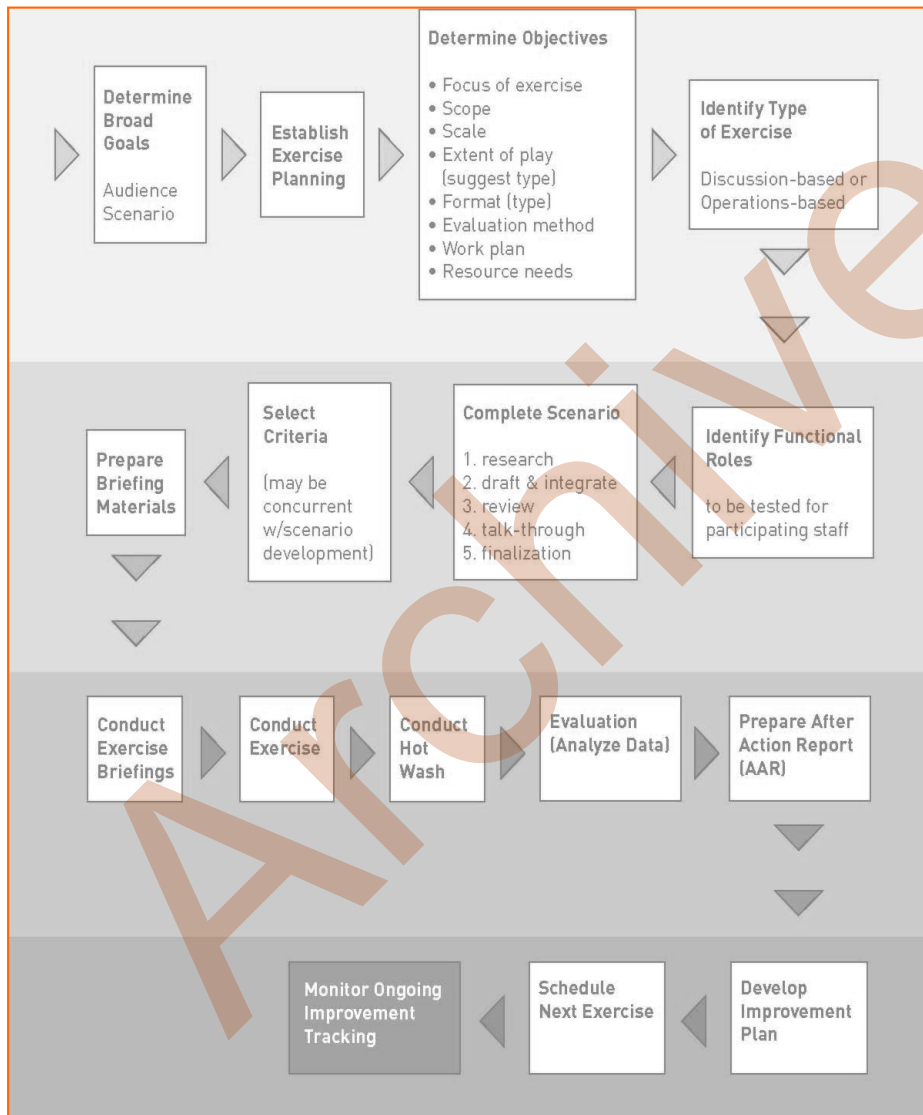 Determine
Broad
Goals
Audience
Scenario
Establish
Exercise
Planning
Determine Objectives
• Focus of exercise
• Scope
• Scale
• Extent of play
(suggest type)
• Format (type)
• Evaluation method
• Work plan
• Resource needs
Identify Type
of Exercise
Discussion-based or
Operations-based
Identify Functional
Roles
to be tested for
participating staff
Complete Scenario
1. research
2. draft & integrate
3. review
4. talk-through
5. finalization
Select
Criteria
(may be
concurrent
w/scenario
development)
Prepare
Briefing
Materials
Conduct
Exercise
Briefings
Conduct
Exercise
Conduct
Hot
Wash
Evaluation
(Analyze Data)
Prepare After
Action Report
(AAR)
Develop
Improvement
Plan
Schedule
Next Exercise
Monitor Ongoing
Improvement
Tracking
Archive